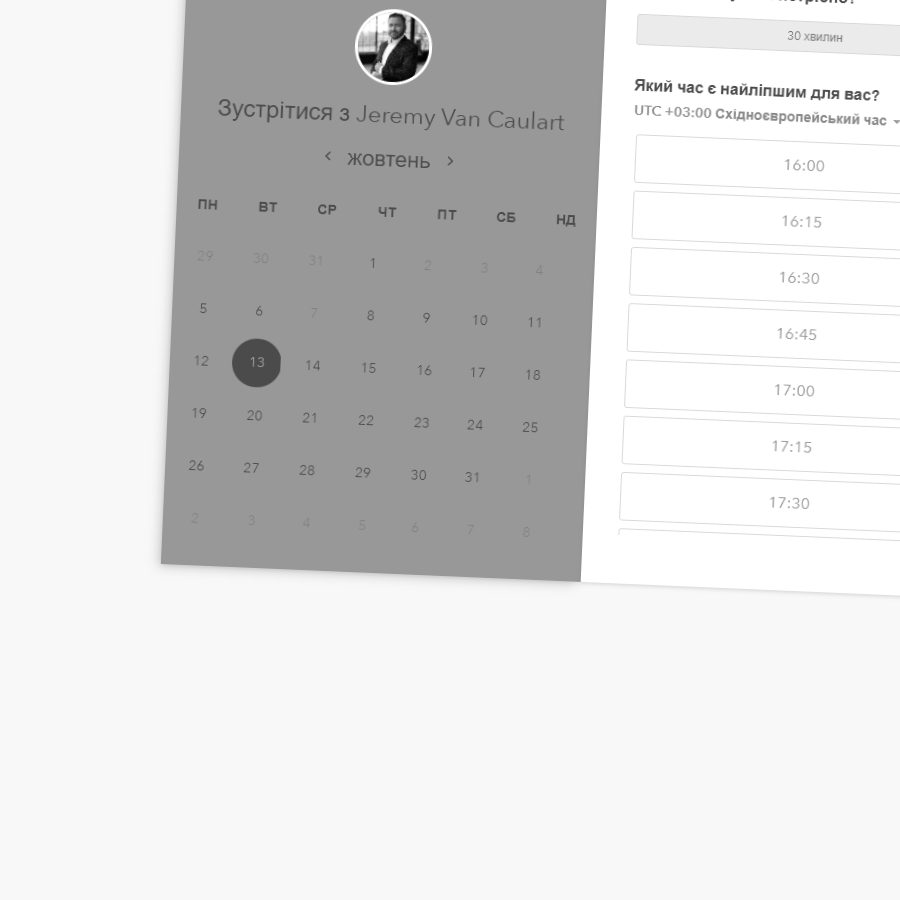 Зустрітися з Jeremy Van Caulart
‹ жовтень ›
ПН ВТ СР ЧТ ПТ СБ НД
29 30 31 1 2 3 4
5 6 7 8 9 10 11
12 13 14 15 16 17 18
19 20 21 22 23 24 25
26 27 28 29 30 31 1
2 3 4 5 6 7 8
30 хвилин
Який час є найліпшим для вас?
UTC +03:00 Східноєвропейський час
16:00
16:15
16:30
16:45
17:00
17:15
17:30